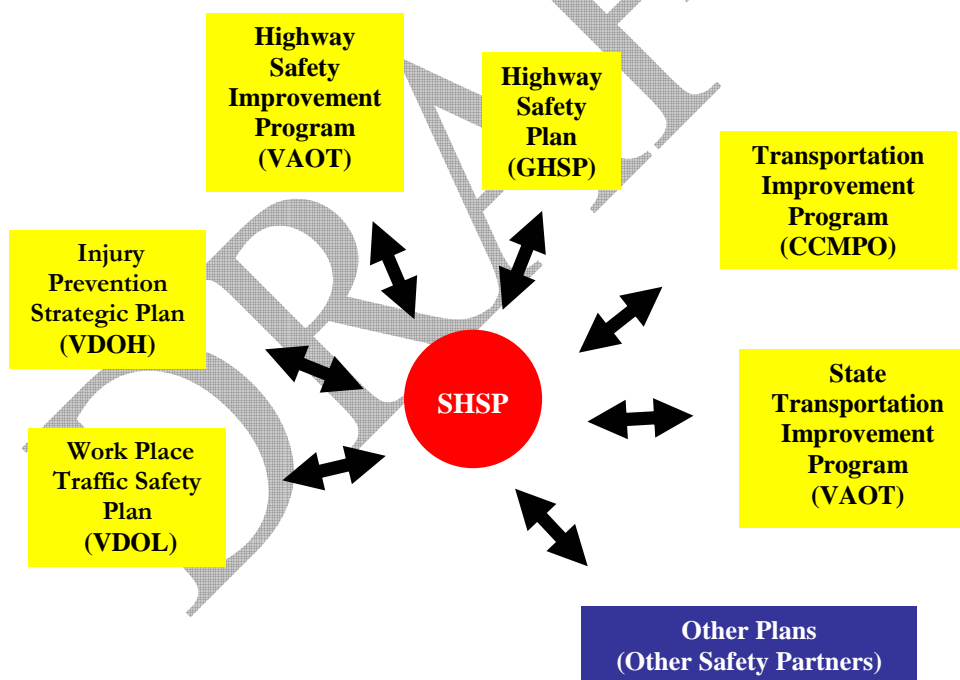 Highway
Safety
Improvement
Program
(VAOT)
Highway
Safety
Plan
(GHSP)
Transportation
Improvement
Program
(CCMPO)
Injury
Prevention
Strategic Plan
(VDOH)
SHSP
State
Transportation
Improvement
Program
(VAOT)
Work Place
Traffic Safety
Plan
(VDOL)
Other Plans
(Other Safety Partners)
DRAF